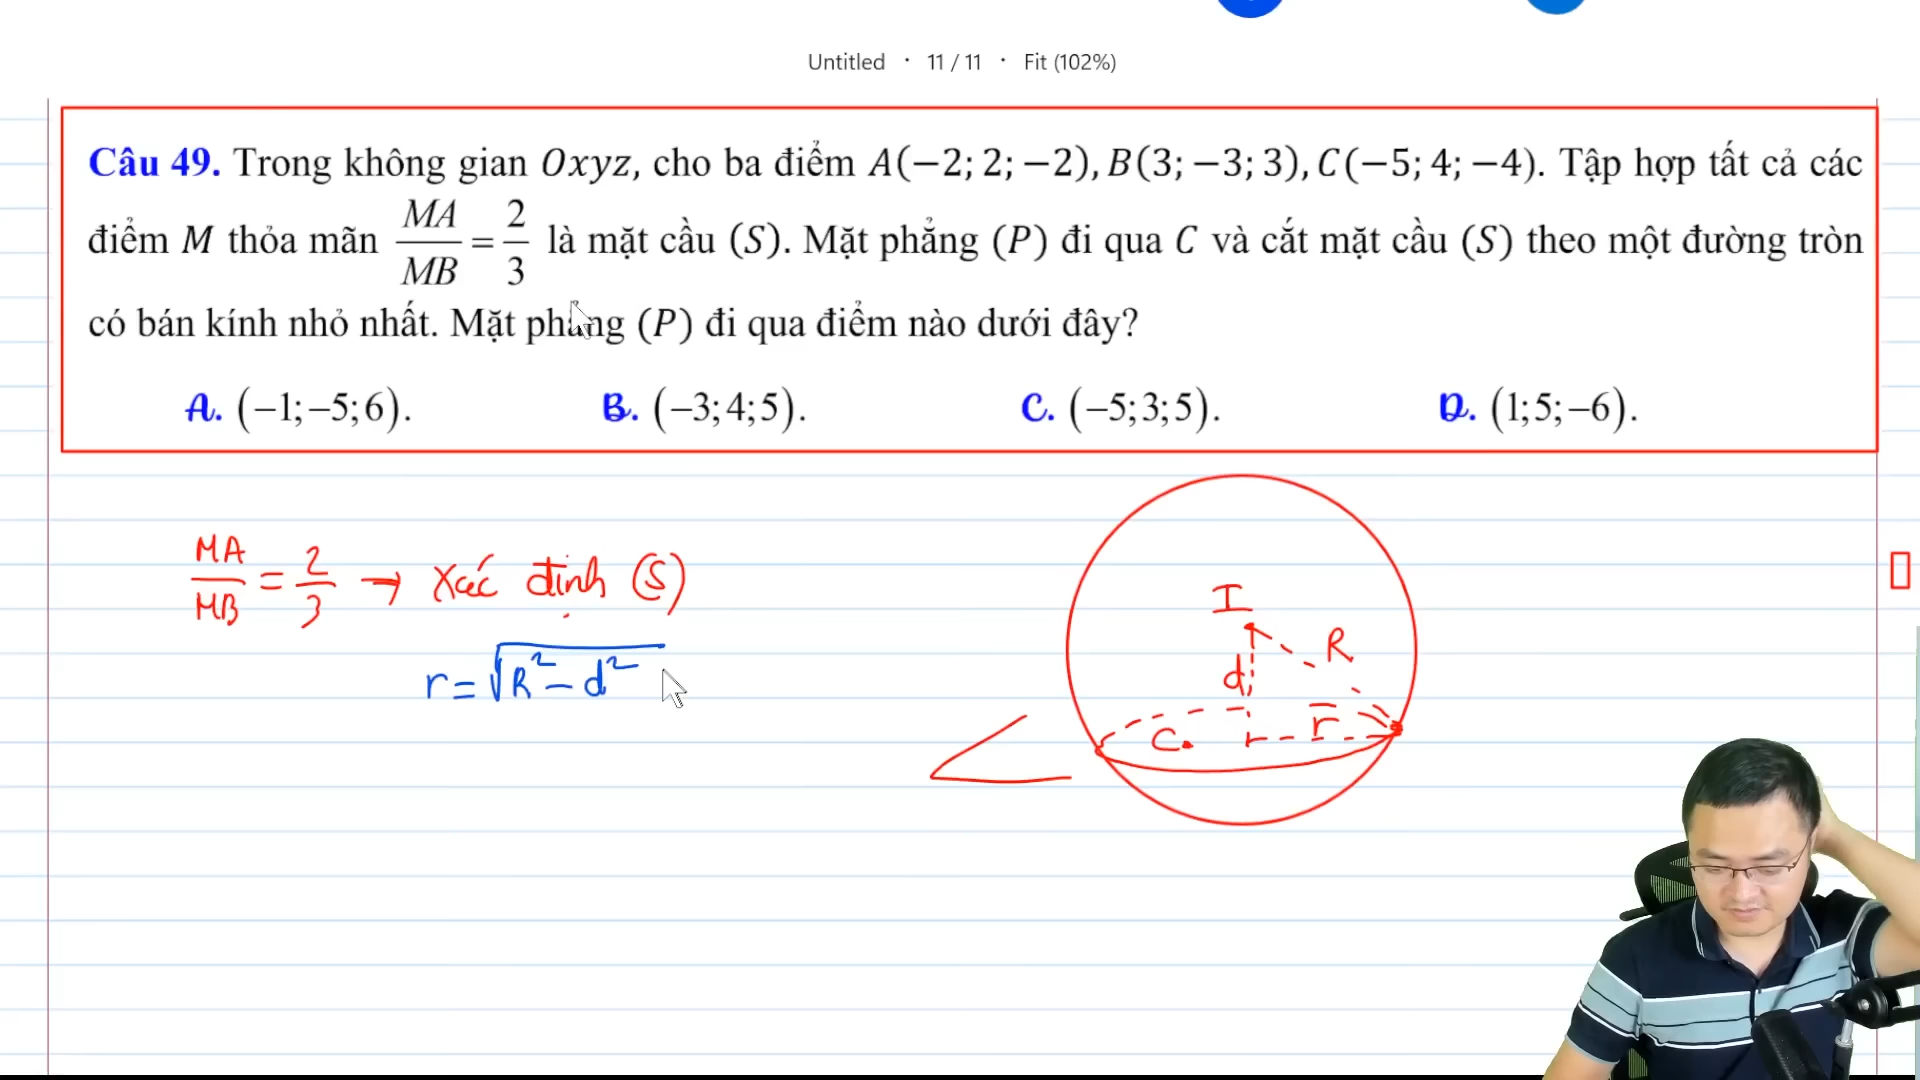 Untitled · 11 / 11 · Fit (102%)
Câu 49. Trong không gian Oxyz, cho ba điểm A(−2; 2; −2), B(3; −3; 3), C(−5; 4; −4). Tập hợp tất cả các
điểm M thỏa mãn MA/MB = 2/3 là mặt cầu (S). Mặt phẳng (P) đi qua C và cắt mặt cầu (S) theo một đường tròn
có bán kính nhỏ nhất. Mặt phẳng (P) đi qua điểm nào dưới đây?
A. (−1;−5;6). B. (−3;4;5). C. (−5;3;5). D. (1;5;−6).
MA/MB = 2/3 → Xác định (S)
r = √(R² − d²)
I
R
d
C
r